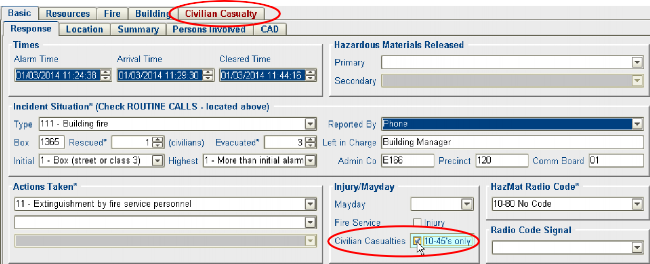 Basic Resources Fire Building Civilian Casualty
Response Location Summary Persons Involved CAD
Times
Alarm Time Arrival Time Cleared Time
01/03/2014 11:24:36 01/03/2014 11:29:30 01/03/2014 11:44:16
Hazardous Materials Released
Primary
Secondary
Incident Situation* (Check ROUTINE CALLS - located above)
Type 111 - Building fire Reported By Phone
Box 1365 Rescued* 1 (civilians) Evacuated* 3 Left in Charge Building Manager
Initial 1 - Box (street or class 3) Highest 1 - More than initial alarm Admin Co E166 Precinct 120 Comm Board 01
Actions Taken*
11 - Extinguishment by fire service personnel
Injury/Mayday
Mayday
Fire Service Injury
Civilian Casualties 10-45's only
HazMat Radio Code*
10-80 No Code
Radio Code Signal